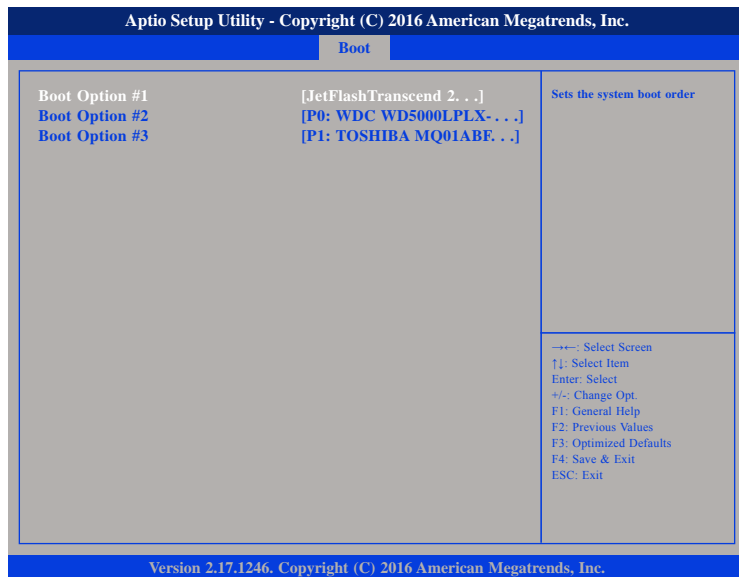 Aptio Setup Utility - Copyright (C) 2016 American Megatrends, Inc.
Boot
Boot Option #1 [JetFlashTranscend 2. . .]
Boot Option #2 [P0: WDC WD5000LPLX- . . .]
Boot Option #3 [P1: TOSHIBA MQ01ABF. . .]
Sets the system boot order
→←: Select Screen
↑↓: Select Item
Enter: Select
+/-: Change Opt.
F1: General Help
F2: Previous Values
F3: Optimized Defaults
F4: Save & Exit
ESC: Exit
Version 2.17.1246. Copyright (C) 2016 American Megatrends, Inc.